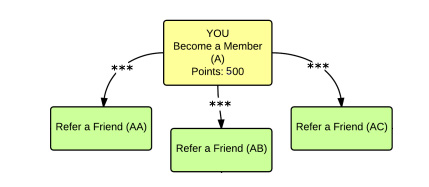 YOU
Become a Member
(A)
Points: 500
***
***
***
Refer a Friend (AA)
Refer a Friend (AB)
Refer a Friend (AC)